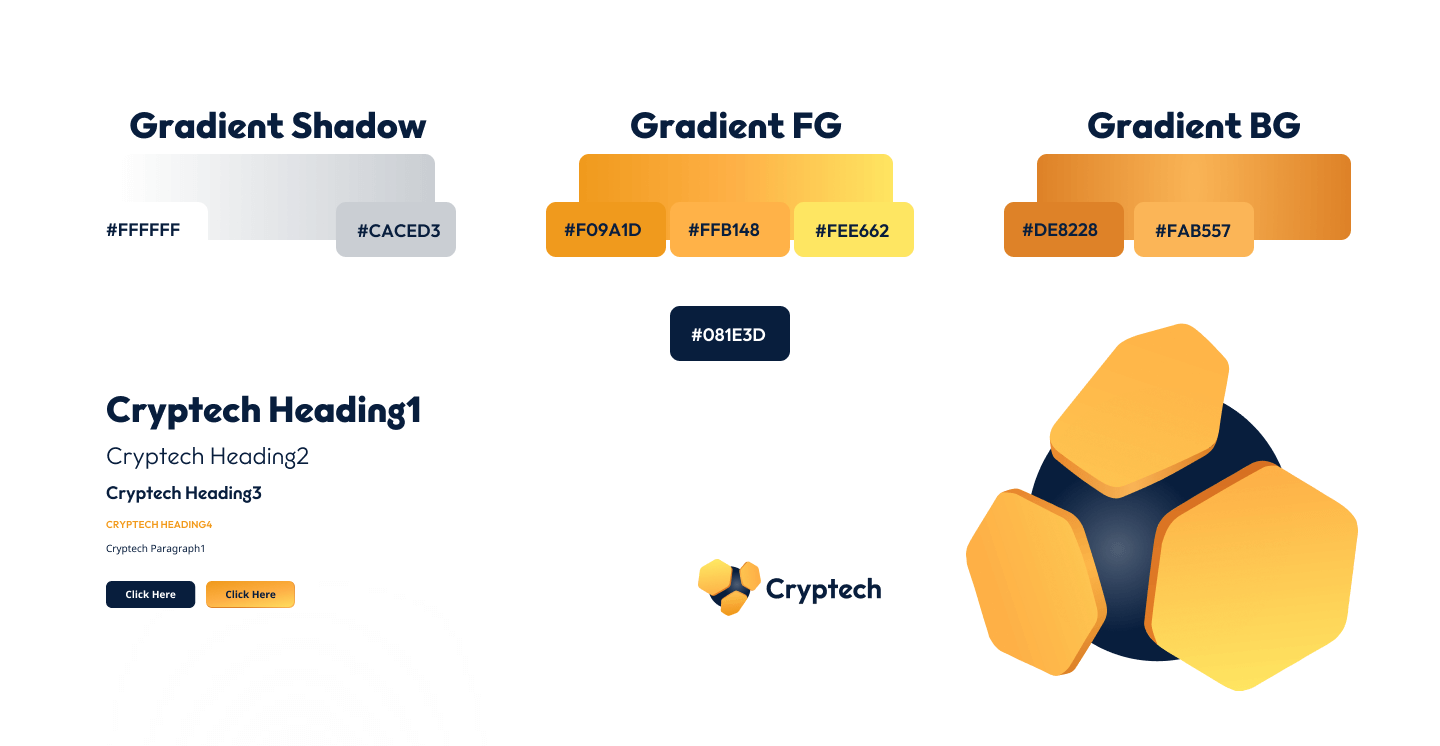 Gradient Shadow
Gradient FG
Gradient BG
#FFFFFF
#CACED3
#F09A1D
#FFB148
#FEE662
#DE8228
#FAB557
#081E3D
Cryptech Heading1
Cryptech Heading2
Cryptech Heading3
CRYPTECH HEADING4
Cryptech Paragraph1
Click Here
Click Here
Cryptech